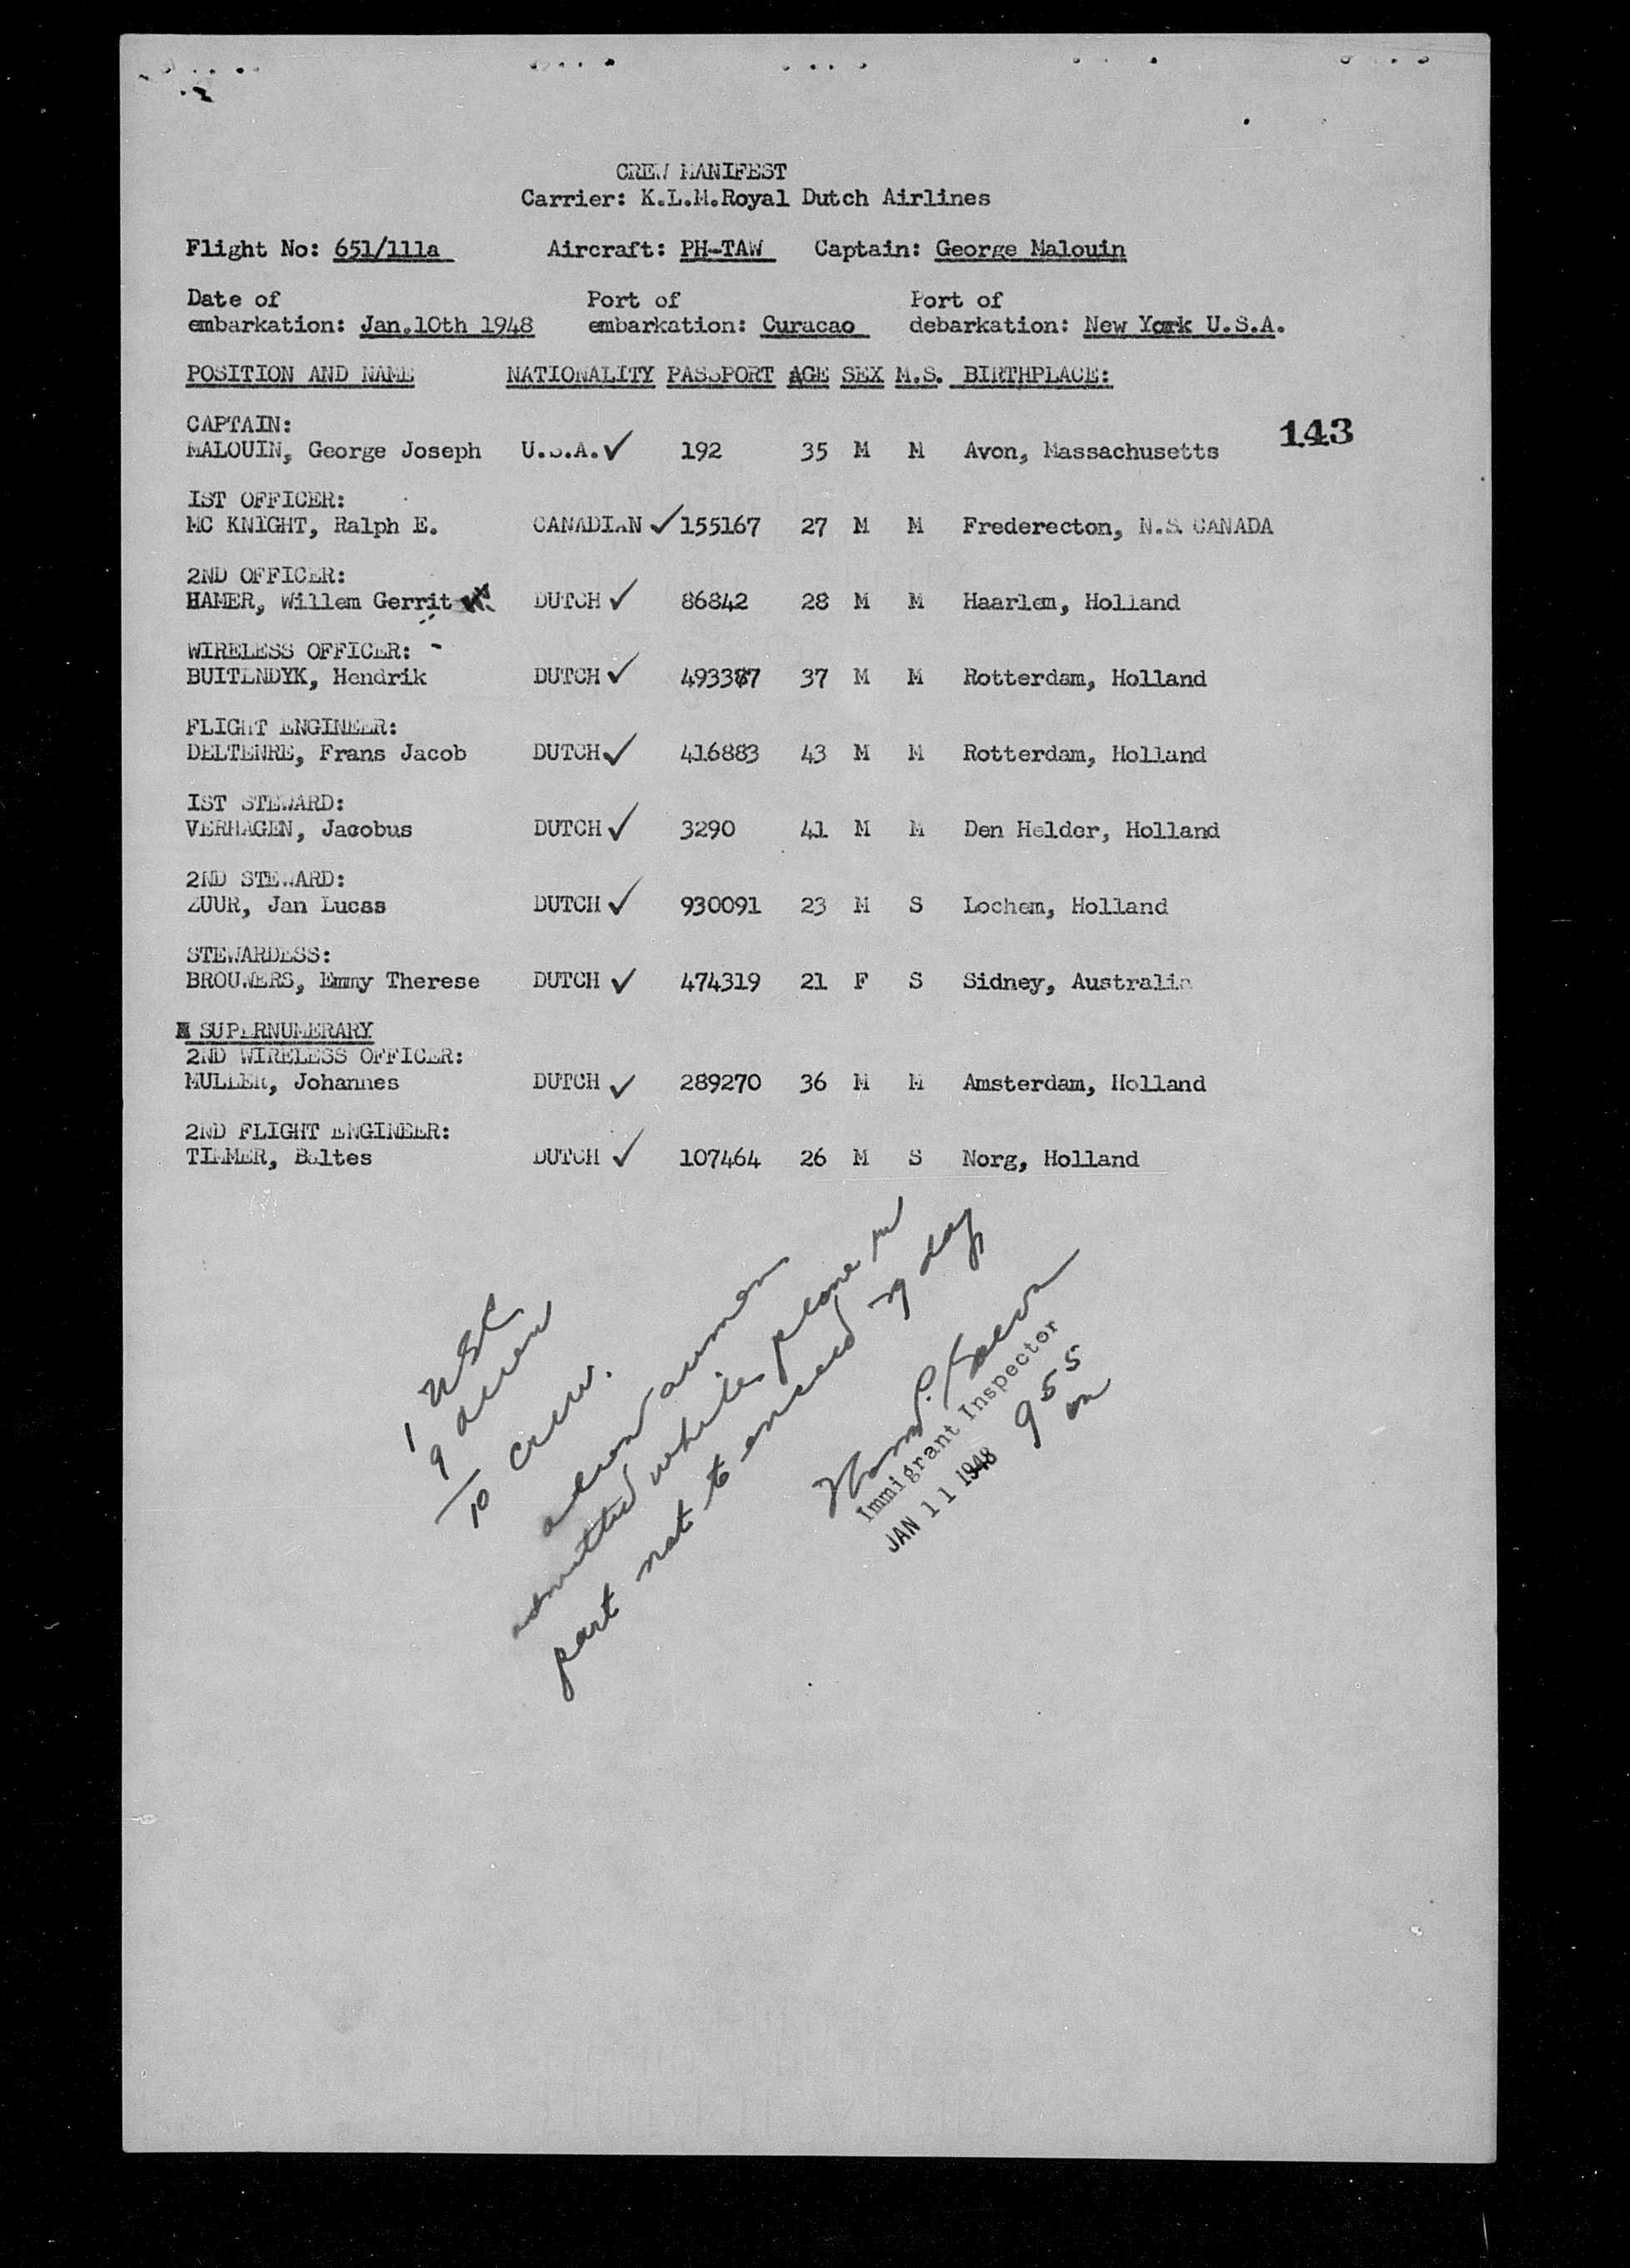 CREW MANIFEST
Carrier: K.L.M.Royal Dutch Airlines
Flight No: 651/111a Aircraft: PH-TAW Captain: George Malouin
Date of Port of Port of
embarkation: Jan.10th 1948 embarkation: Curacao debarkation: New York U.S.A.
POSITION AND NAME NATIONALITY PASSPORT AGE SEX M.S. BIRTHPLACE:
143
CAPTAIN:
MALOUIN, George Joseph U.S.A. ✓ 192 35 M M Avon, Massachusetts
IST OFFICER:
MC KNIGHT, Ralph E. CANADIAN ✓ 155167 27 M M Frederecton, N.S. CANADA
2ND OFFICER:
HAMER, Willem Gerrit DUTCH ✓ 86842 28 M M Haarlem, Holland
WIRELESS OFFICER:
BUITENDYK, Hendrik DUTCH ✓ 493387 37 M M Rotterdam, Holland
FLIGHT ENGINEER:
DELTENRE, Frans Jacob DUTCH ✓ 416883 43 M M Rotterdam, Holland
IST STEWARD:
VERHAGEN, Jacobus DUTCH ✓ 3290 41 M M Den Helder, Holland
2ND STEWARD:
ZUUR, Jan Lucas DUTCH ✓ 930091 23 M S Lochem, Holland
STEWARDESS:
BROUWERS, Emmy Therese DUTCH ✓ 474319 21 F S Sidney, Australia
SUPERNUMERARY
2ND WIRELESS OFFICER:
MULLER, Johannes DUTCH ✓ 289270 36 M M Amsterdam, Holland
2ND FLIGHT ENGINEER:
TIMMER, Baltes DUTCH ✓ 107464 26 M S Norg, Holland
1 USC
9 alien
10 crew.
alien airmen
admitted while plane in
port not to exceed 29 day
Immigrant Inspector
JAN 11 1948
955
am